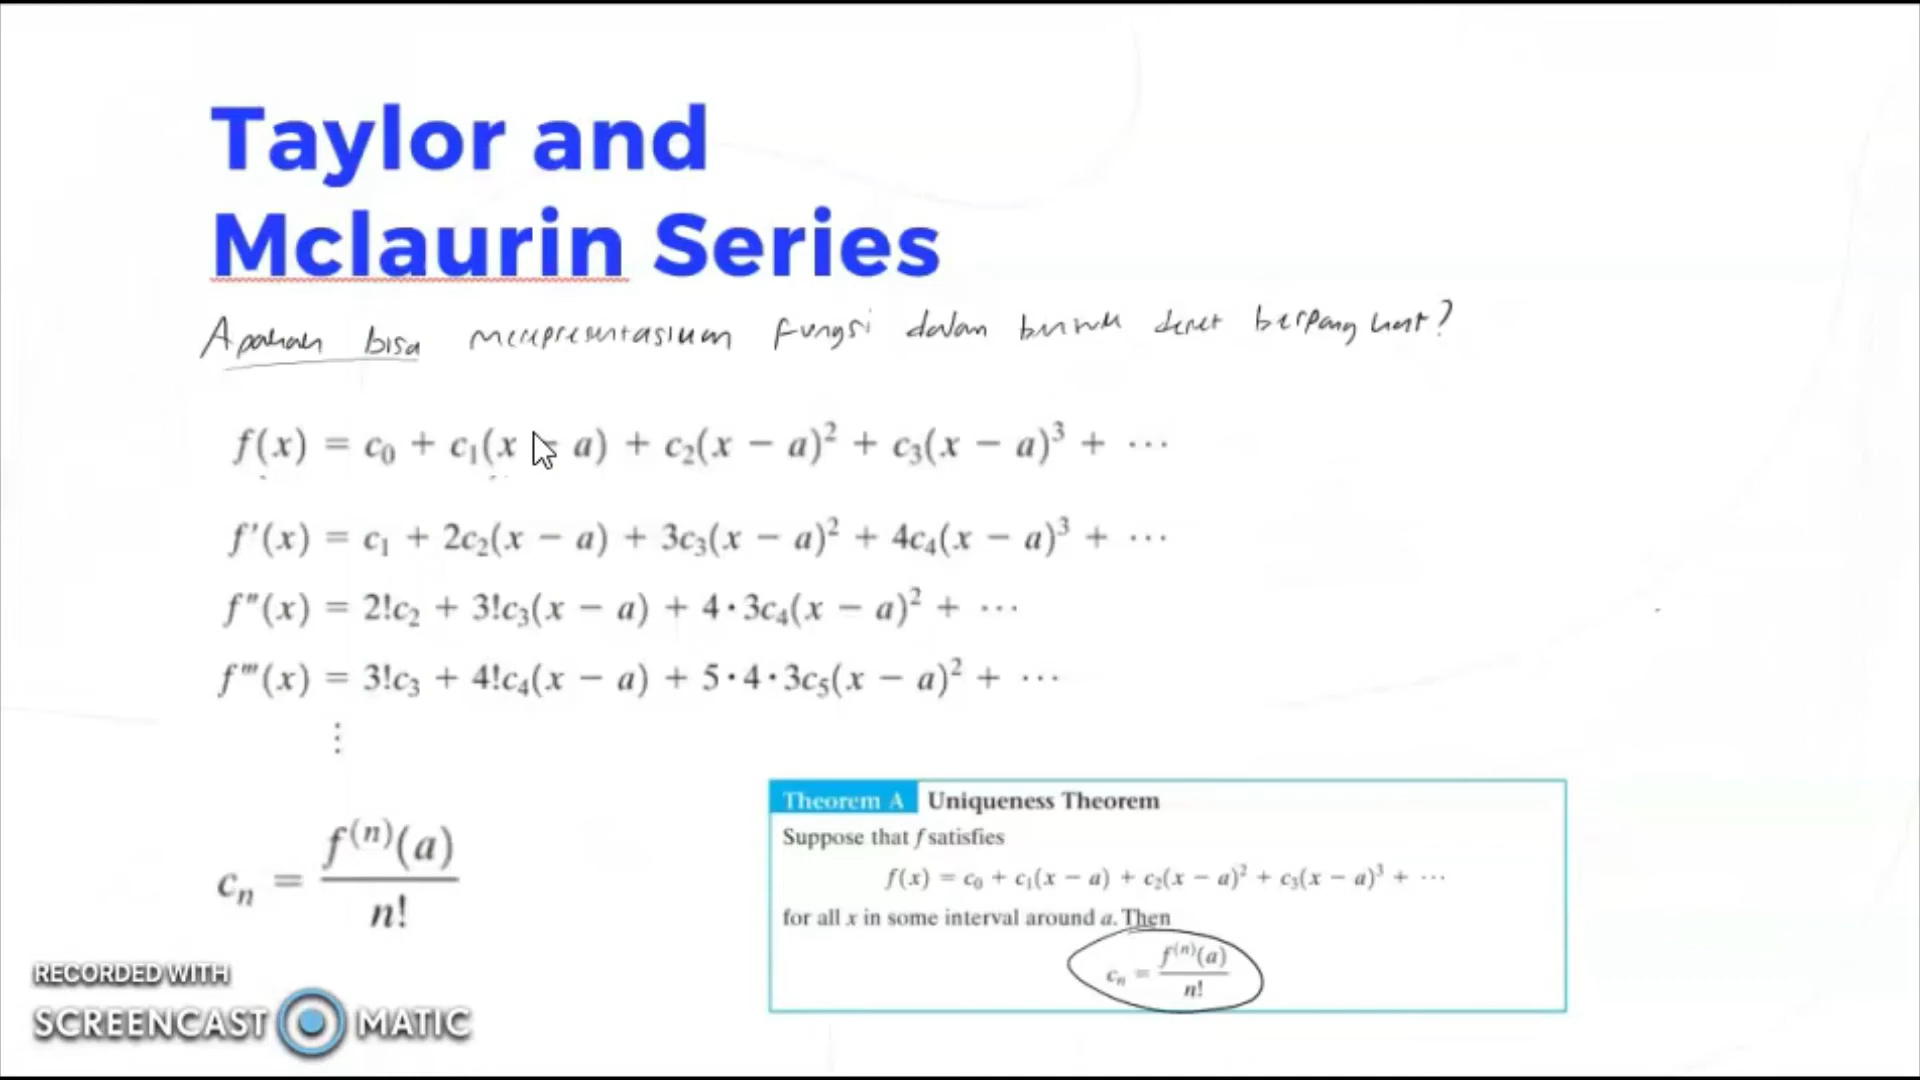 Taylor and
Mclaurin Series
Apakah bisa merepresentasikan fungsi dalam bentuk deret berpangkat?
f(x) = c₀ + c₁(x − a) + c₂(x − a)² + c₃(x − a)³ + ⋯
f′(x) = c₁ + 2c₂(x − a) + 3c₃(x − a)² + 4c₄(x − a)³ + ⋯
f″(x) = 2!c₂ + 3!c₃(x − a) + 4·3c₄(x − a)² + ⋯
f‴(x) = 3!c₃ + 4!c₄(x − a) + 5·4·3c₅(x − a)² + ⋯
⋮
cₙ = f⁽ⁿ⁾(a) / n!
Theorem A Uniqueness Theorem
Suppose that f satisfies
f(x) = c₀ + c₁(x − a) + c₂(x − a)² + c₃(x − a)³ + ⋯
for all x in some interval around a. Then
cₙ = f⁽ⁿ⁾(a) / n!
RECORDED WITH
SCREENCAST MATIC